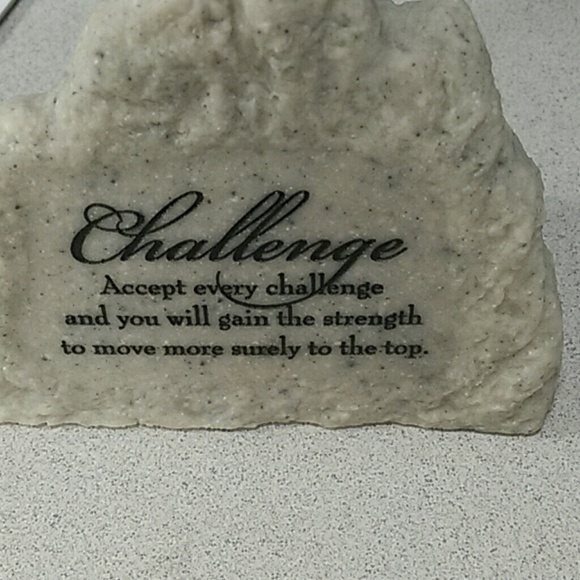 Challenge
Accept every challenge
and you will gain the strength
to move more surely to the top.